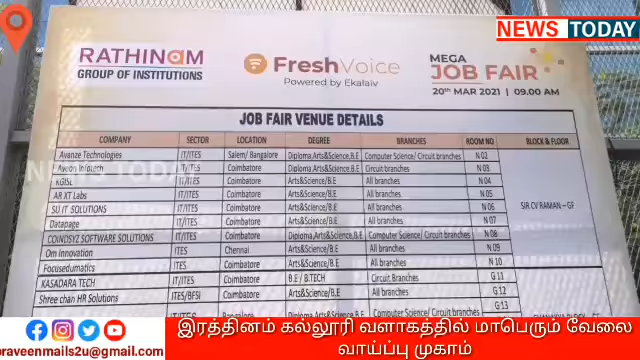 NEWS TODAY
RATHINAM
GROUP OF INSTITUTIONS
FreshVoice
Powered by Ekalaiv
MEGA
JOB FAIR
20th MAR 2021 | 09.00 AM
JOB FAIR VENUE DETAILS
COMPANY SECTOR LOCATION DEGREE BRANCHES ROOM NO BLOCK & FLOOR
Avanze Technologies IT/ITES Salem/ Bangalore Diploma,Arts&Science,B.E Computer Science/ Circuit branches N 02
Infotech IT/ITES Coimbatore Diploma,Arts&Science,B.E Circuit branches N 03
KGISL IT/ITES Coimbatore Arts&Science/B.E All branches N 04
AR XT Labs IT/ITES Coimbatore Arts&Science/B.E All branches N 05
SU IT SOLUTIONS IT/ITES Coimbatore Arts&Science/B.E All branches N 06 SIR.CV RAMAN – GF
Datapage IT/ITES Coimbatore Arts&Science/B.E All branches N 07
COINDSYZ SOFTWARE SOLUTIONS IT/ITES Coimbatore Diploma,Arts&Science,B.E Computer Science/ Circuit branches N 08
Om innovation ITES Chennai Arts&Science/B.E All branches N 09
Focusedumatics ITES Coimbatore Arts&Science/B.E All branches N 10
KASADARA TECH IT/ITES Coimbatore B.E / B.TECH Circuit Branches G 11
Shree chan HR Solutions ITES/BFSI Coimbatore Arts&Science/B.E All branches G 12
Computer Science/ Circuit G 13
இரத்தினம் கல்லூரி வளாகத்தில் மாபெரும் வேலை
வாய்ப்பு முகாம்
praveenmails2u@gmail.com